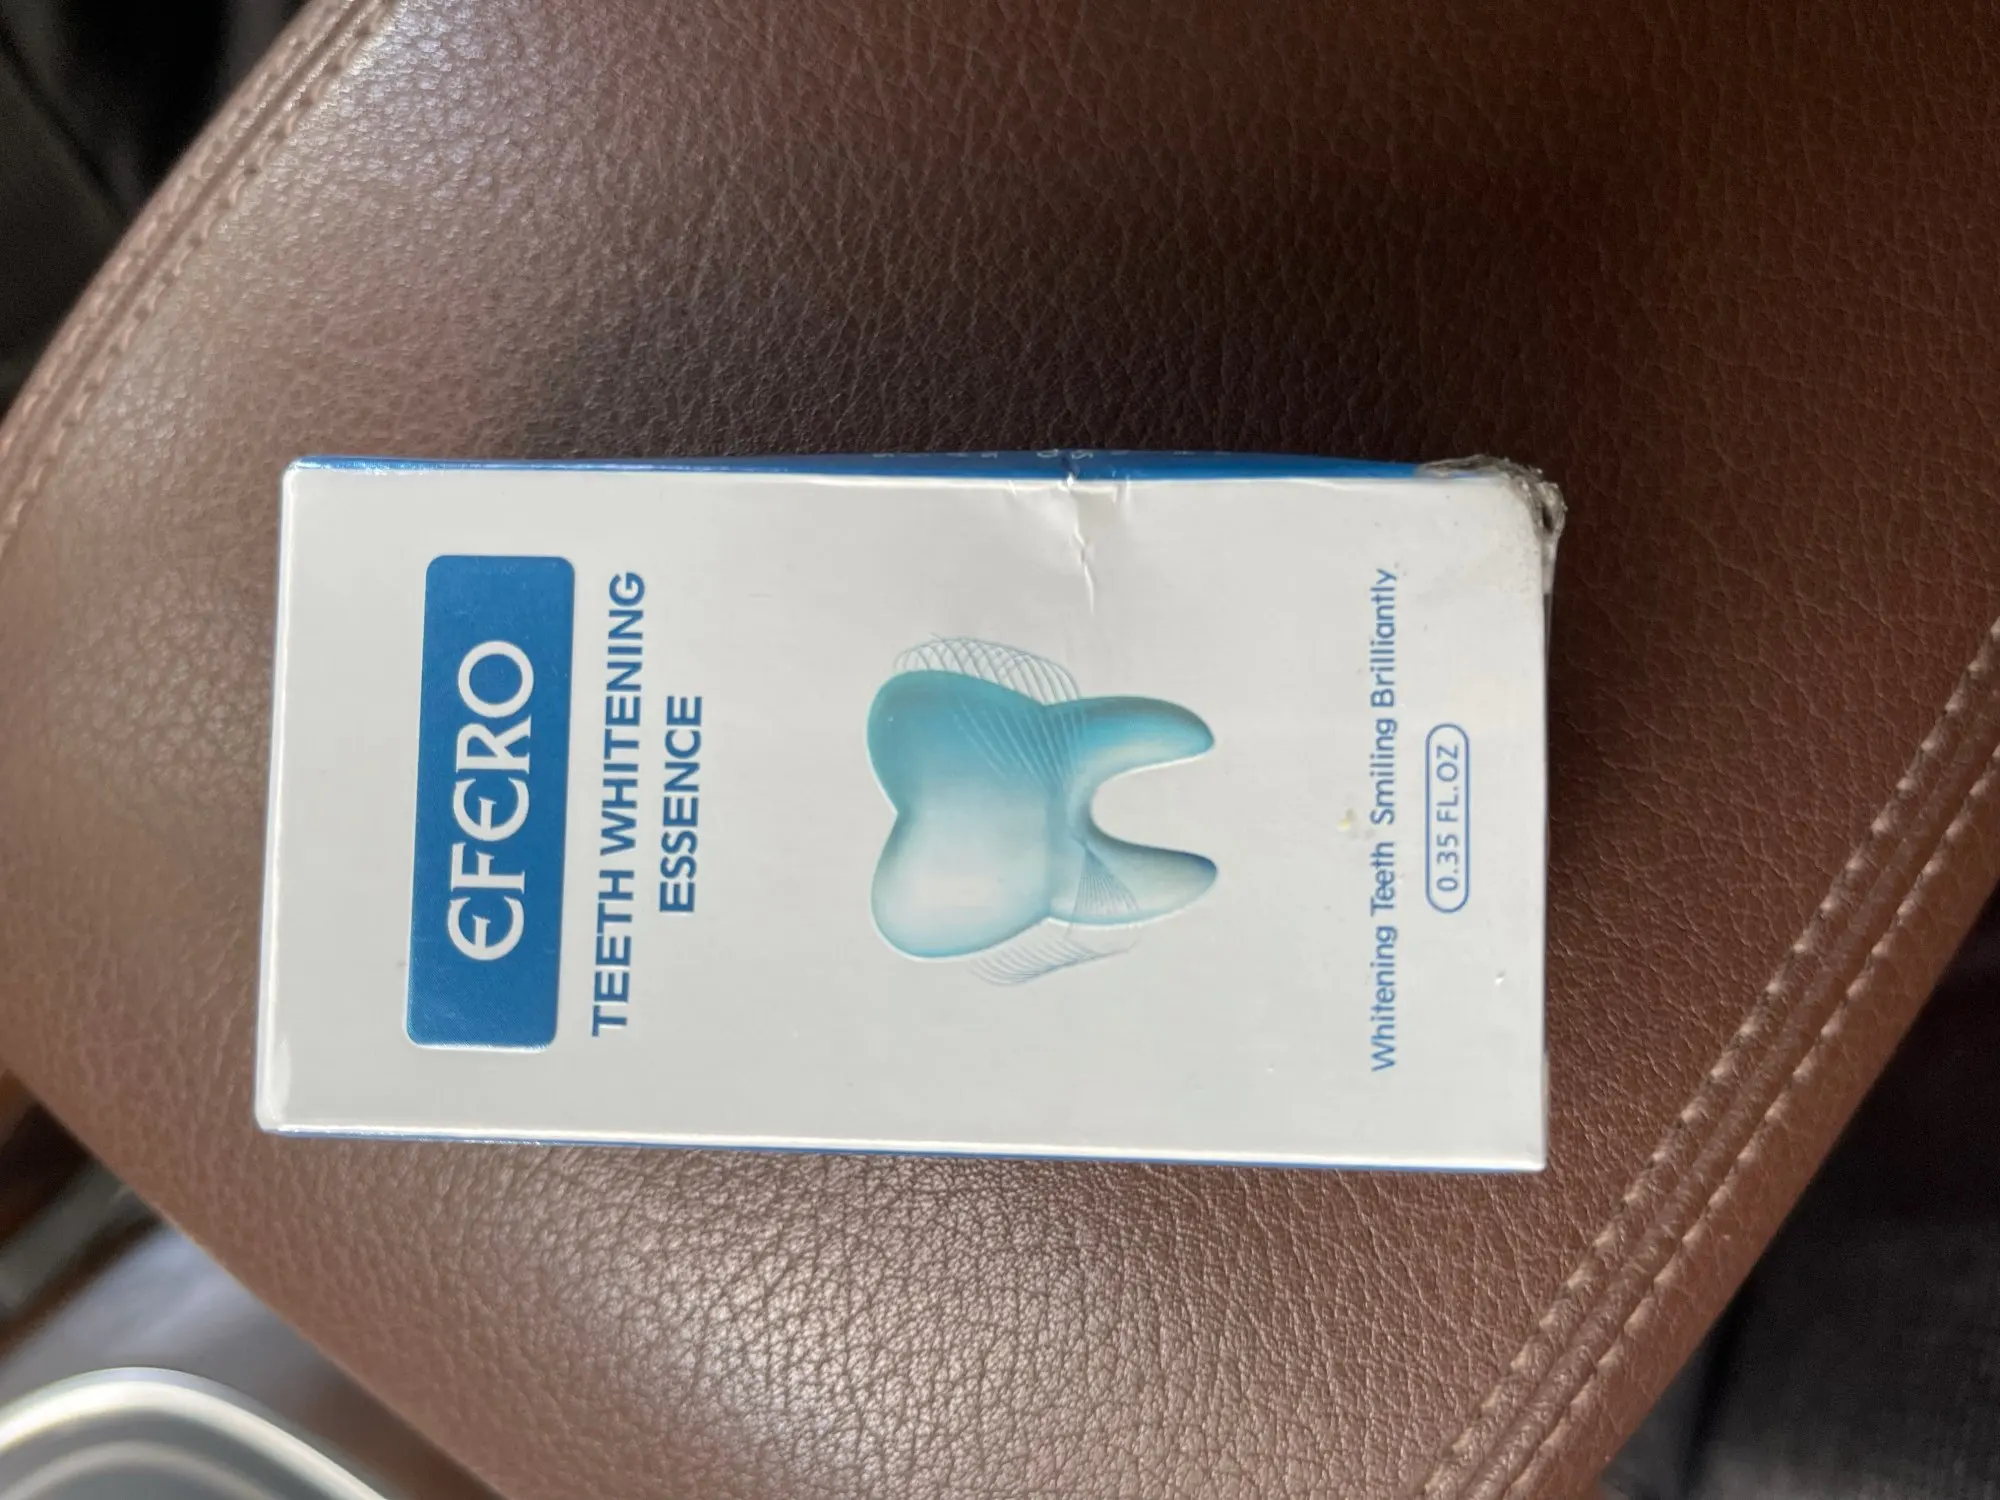 EFERO
TEETH WHITENING
ESSENCE
Whitening Teeth Smiling Brilliantly
0.35 FL.OZ